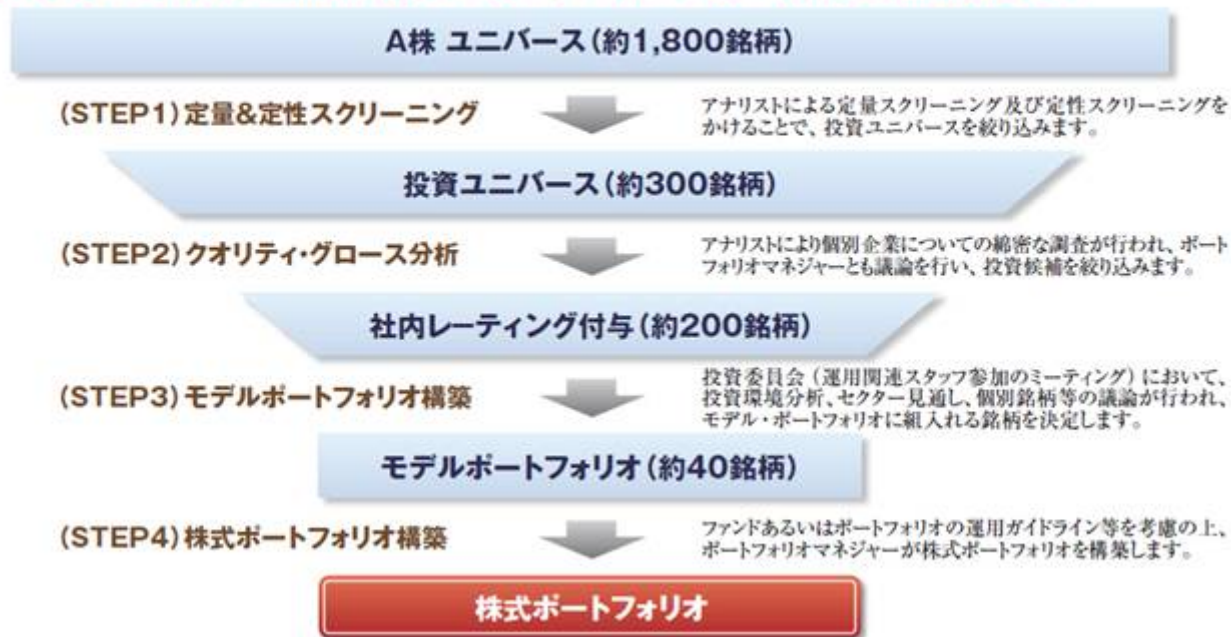 A株 ユニバース(約1,800銘柄)
(STEP1)定量&定性スクリーニング
アナリストによる定量スクリーニング及び定性スクリーニングを
かけることで、投資ユニバースを絞り込みます。
投資ユニバース(約300銘柄)
(STEP2)クオリティ・グロース分析
アナリストにより個別企業についての綿密な調査が行われ、ポート
フォリオマネジャーとも議論を行い、投資候補を絞り込みます。
社内レーティング付与(約200銘柄)
(STEP3)モデルポートフォリオ構築
投資委員会(運用関連スタッフ参加のミーティング)において、
投資環境分析、セクター見通し、個別銘柄等の議論が行われ、
モデル・ポートフォリオに組入れる銘柄を決定します。
モデルポートフォリオ(約40銘柄)
(STEP4)株式ポートフォリオ構築
ファンドあるいはポートフォリオの運用ガイドライン等を考慮の上、
ポートフォリオマネジャーが株式ポートフォリオを構築します。
株式ポートフォリオ